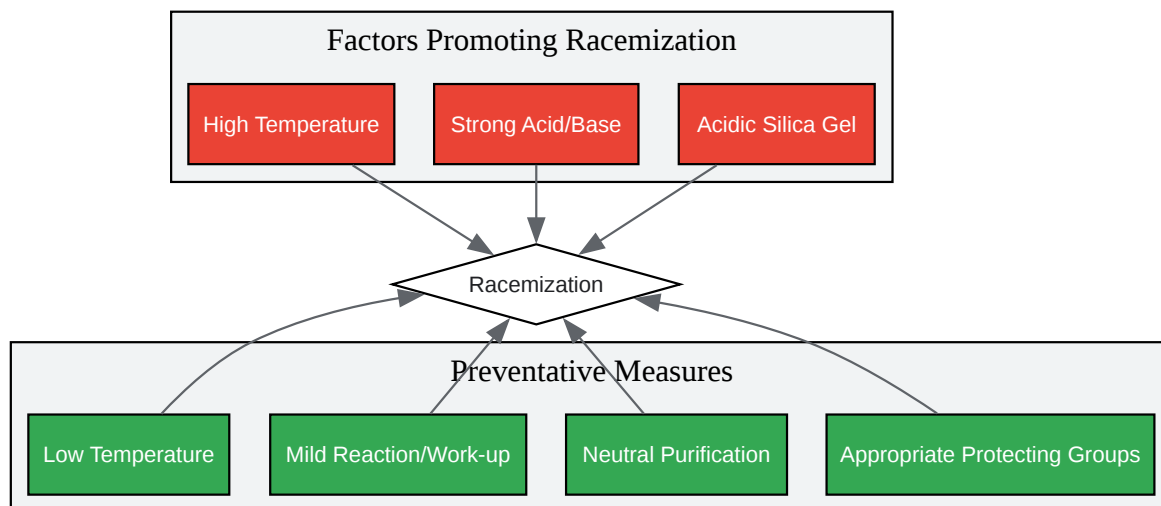 Factors Promoting Racemization
High Temperature
Strong Acid/Base
Acidic Silica Gel
Racemization
Preventative Measures
Low Temperature
Mild Reaction/Work-up
Neutral Purification
Appropriate Protecting Groups